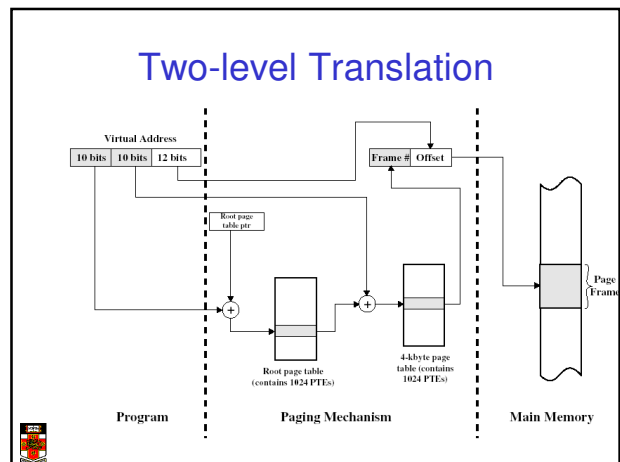 Two-level Translation
Virtual Address
10 bits 10 bits 12 bits
Frame # Offset
Root page
table ptr
+
+
Page
Frame
Root page table
(contains 1024 PTEs)
4-kbyte page
table (contains
1024 PTEs)
Program
Paging Mechanism
Main Memory